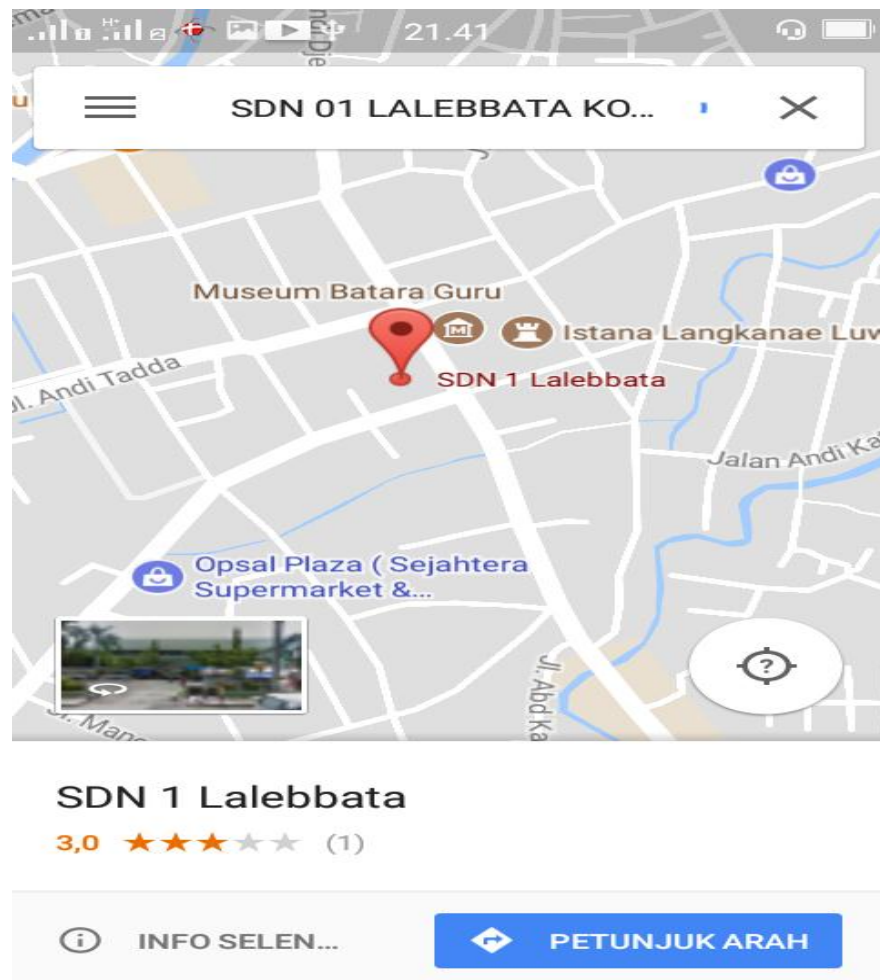 21.41
SDN 01 LALEBBATA KO...
Museum Batara Guru
Istana Langkanae Luw
SDN 1 Lalebbata
Jl. Andi Tadda
Jalan Andi Ka
Opsal Plaza ( Sejahtera
Supermarket &...
Jl. Abd Ka
SDN 1 Lalebbata
3,0 (1)
INFO SELEN...
PETUNJUK ARAH